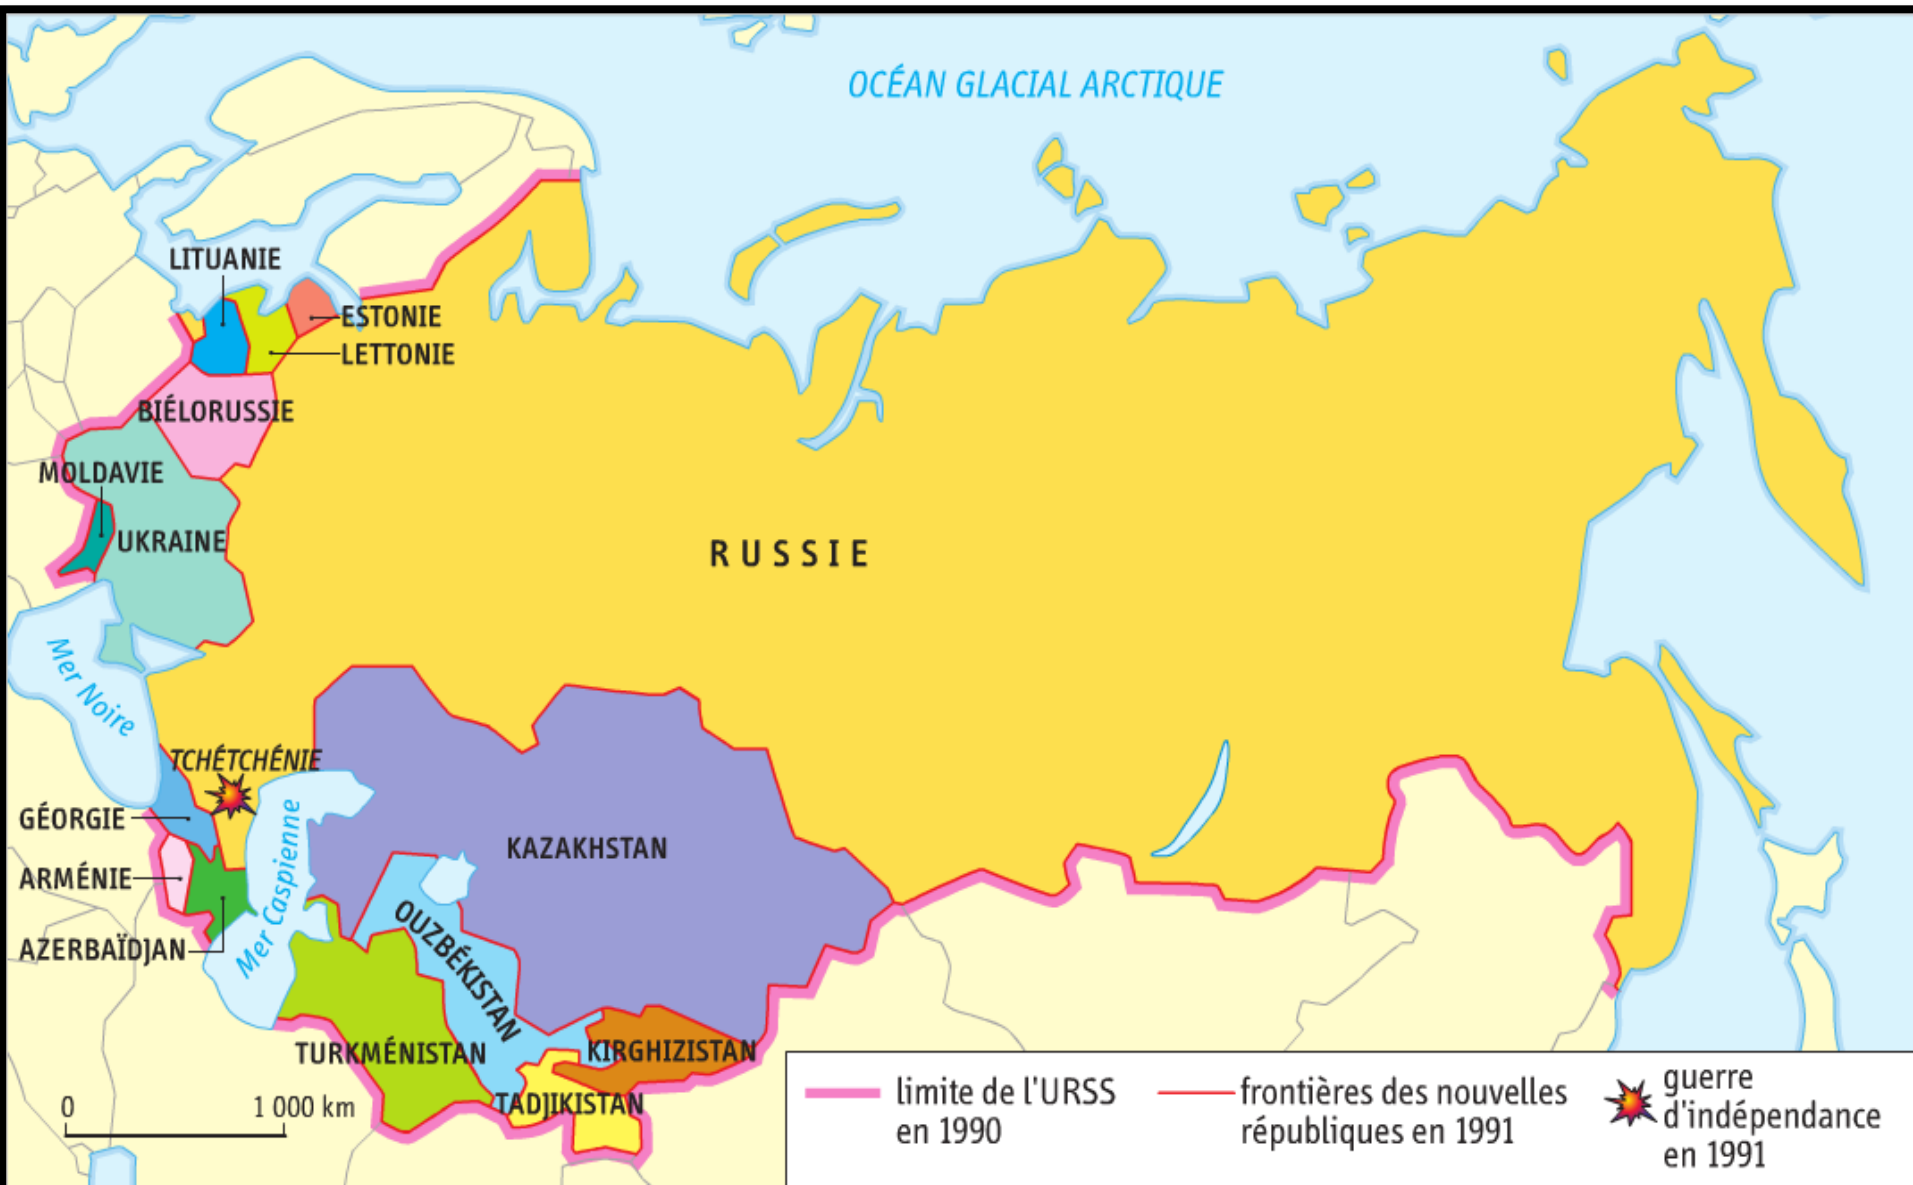 OCÉAN GLACIAL ARCTIQUE
LITUANIE
ESTONIE
LETTONIE
BIÉLORUSSIE
MOLDAVIE
UKRAINE
RUSSIE
Mer Noire
TCHÉTCHÉNIE
GÉORGIE
KAZAKHSTAN
ARMÉNIE
Mer Caspienne
AZERBAÏDJAN
OUZBÉKISTAN
TURKMÉNISTAN
KIRGHIZISTAN
TADJIKISTAN
0 1 000 km
limite de l'URSS
en 1990
frontières des nouvelles
républiques en 1991
guerre
d'indépendance
en 1991